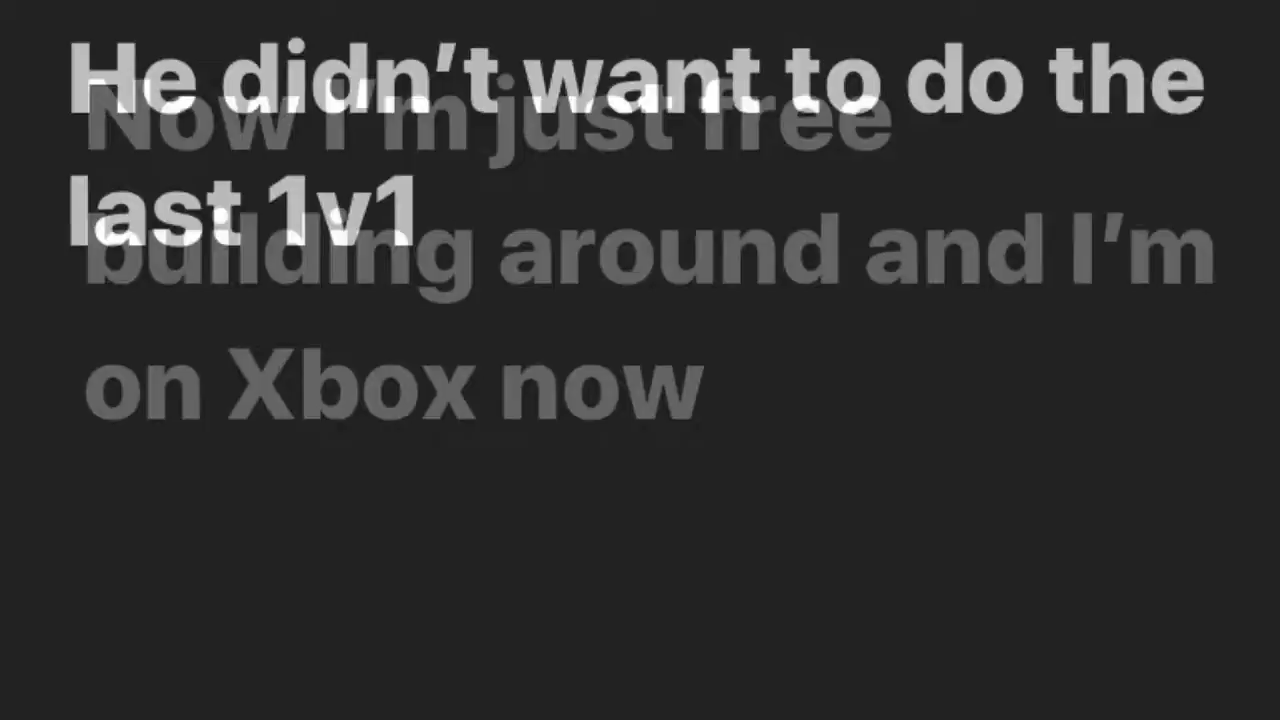 He didn’t want to do the
last 1v1
Now I’m just free
building around and I’m
on Xbox now